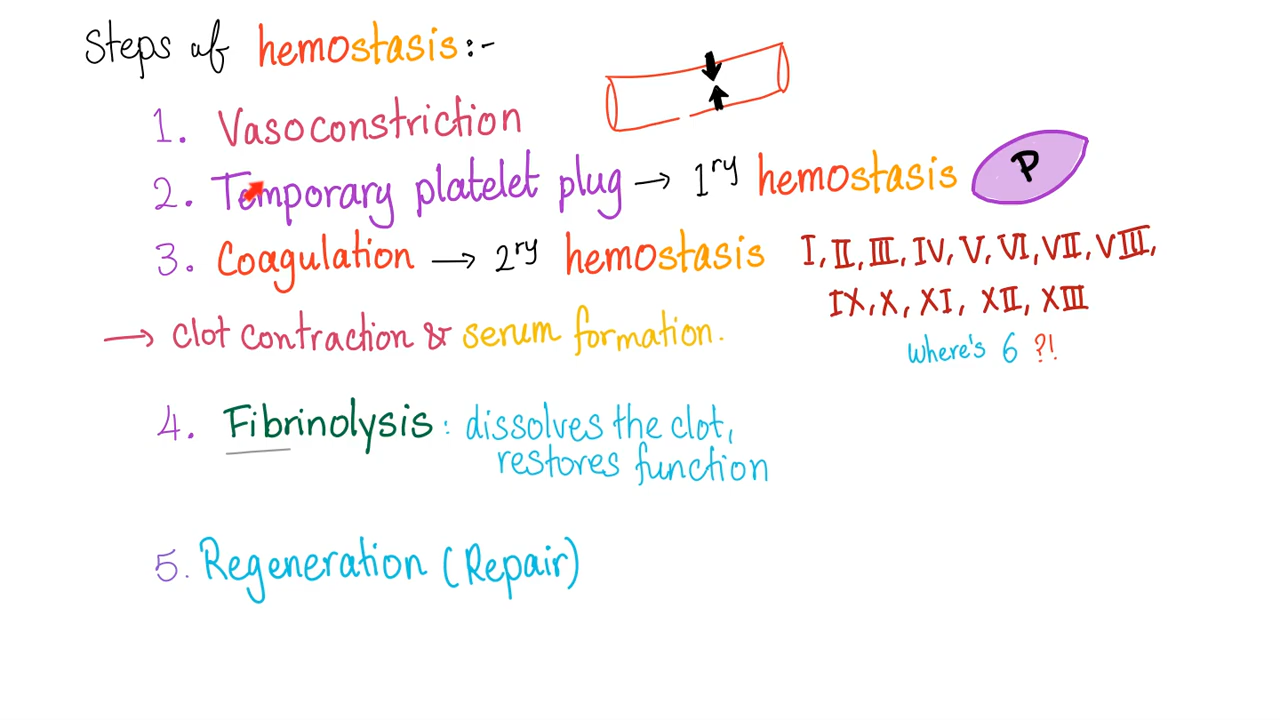 Steps of hemostasis:-
1. Vasoconstriction
2. Temporary platelet plug → 1ry hemostasis P
3. Coagulation → 2ry hemostasis I, II, III, IV, V, VI, VII, VIII,
IX, X, XI, XII, XIII
→ clot contraction & serum formation.
where's 6 ?!
4. Fibrinolysis: dissolves the clot,
restores function
5. Regeneration (Repair)